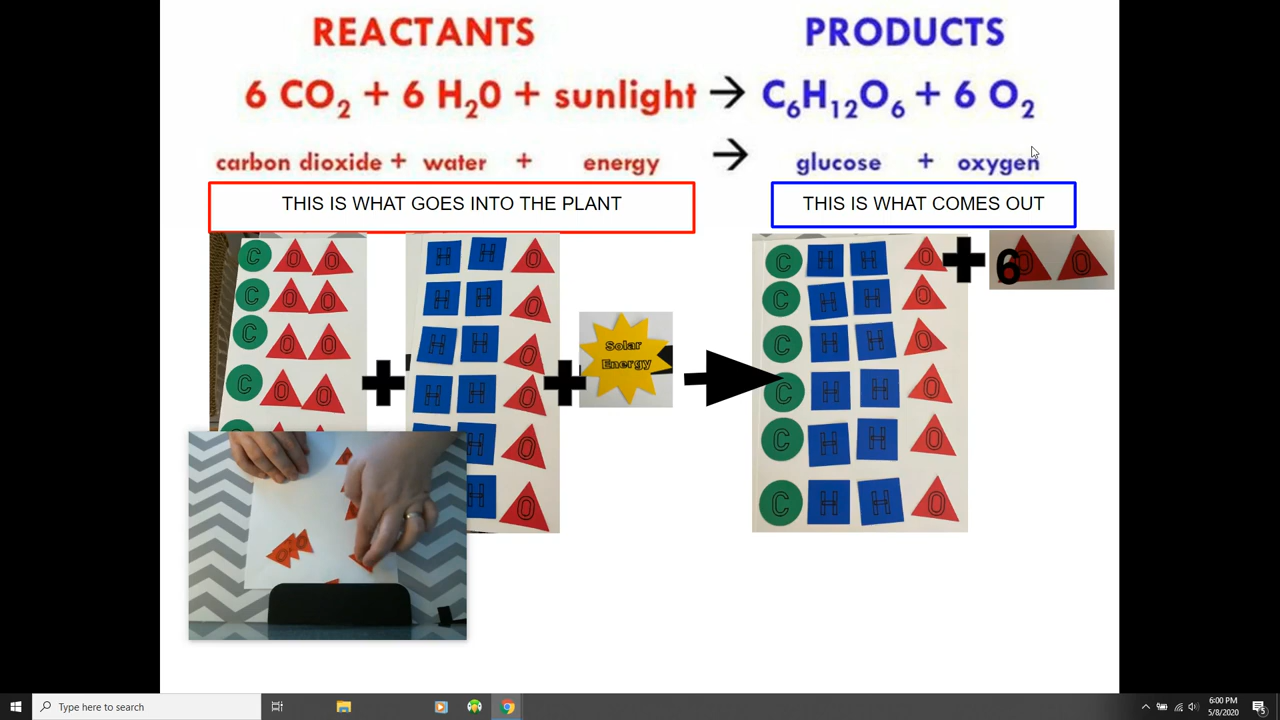 REACTANTS PRODUCTS
6 CO2 + 6 H20 + sunlight → C6H12O6 + 6 O2
carbon dioxide + water + energy → glucose + oxygen
THIS IS WHAT GOES INTO THE PLANT
THIS IS WHAT COMES OUT
C O O
C O O
C O O
C O O
C
+
H H O
H H O
H H O
H H O
H O
H O
+
Solar
Energy
C H H O
C H H O
C H H O
C H H O
C H H O
C H H O
+ 6 O O
Type here to search
6:00 PM
5/8/2020